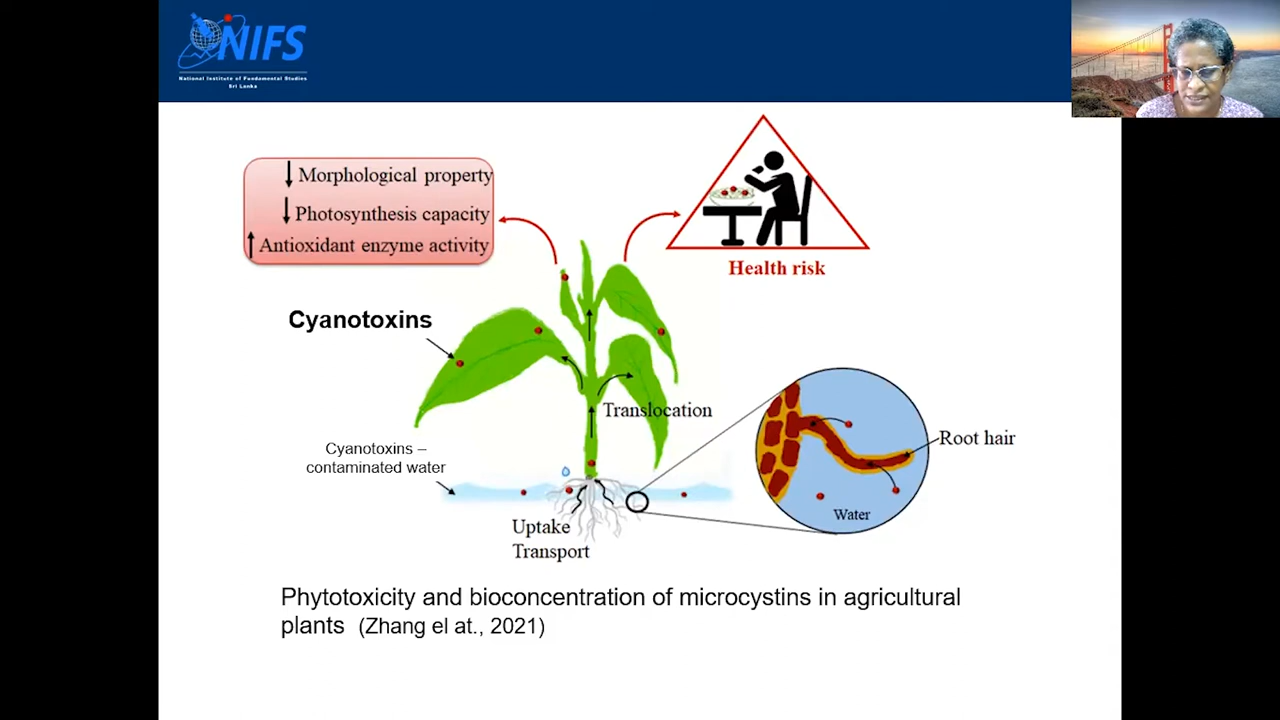 NIFS
National Institute of Fundamental Studies
Sri Lanka
Morphological property
Photosynthesis capacity
Antioxidant enzyme activity
Health risk
Cyanotoxins
Translocation
Cyanotoxins –
contaminated water
Root hair
Water
Uptake
Transport
Phytotoxicity and bioconcentration of microcystins in agricultural
plants (Zhang el at., 2021)